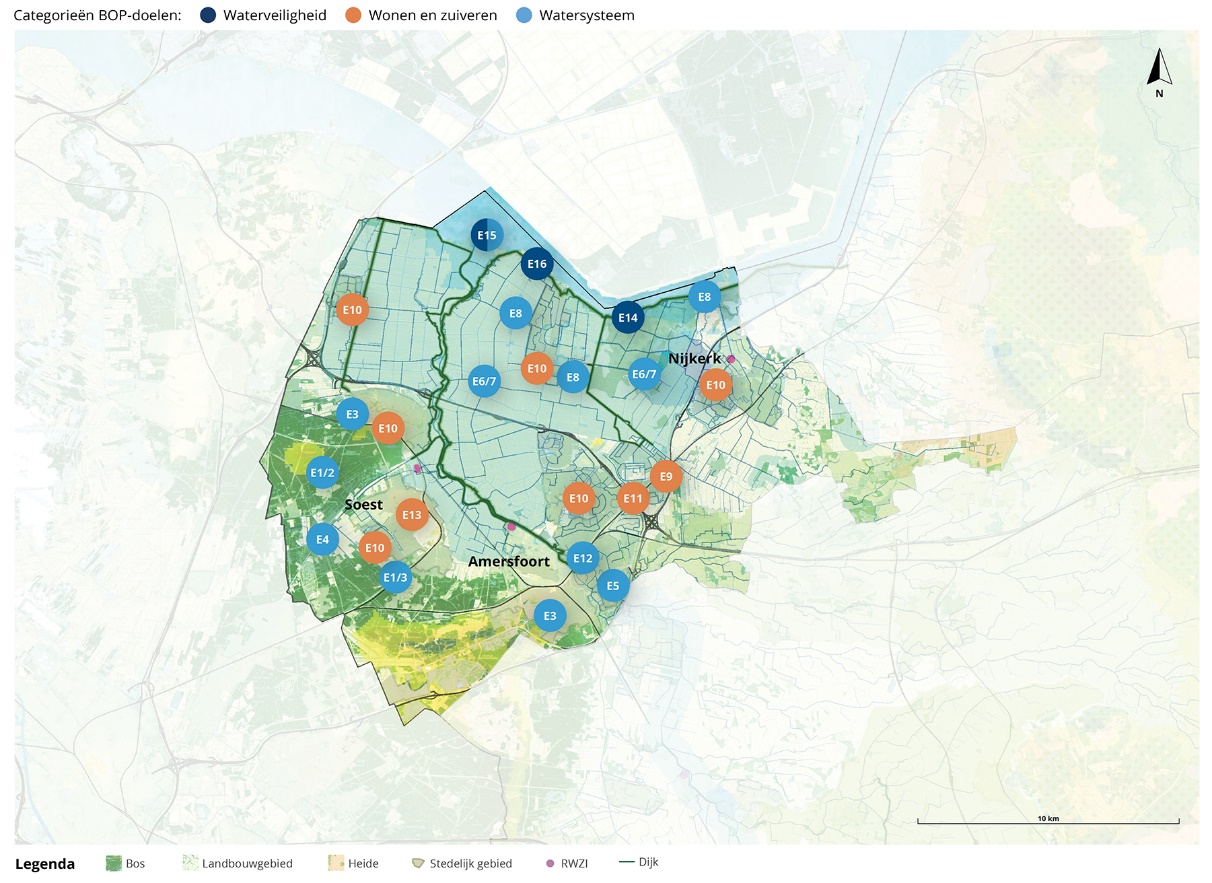 Categorieën BOP-doelen: Waterveiligheid Wonen en zuiveren Watersysteem
N
E15
E16
E8
E10
E8
E14
Nijkerk
E6/7
E10
E8
E6/7
E10
E3
E10
E1/2
E9
E10
E11
Soest
E13
E4
E10
E12
Amersfoort
E1/3
E5
E3
10 km
Legenda Bos Landbouwgebied Heide Stedelijk gebied RWZI Dijk